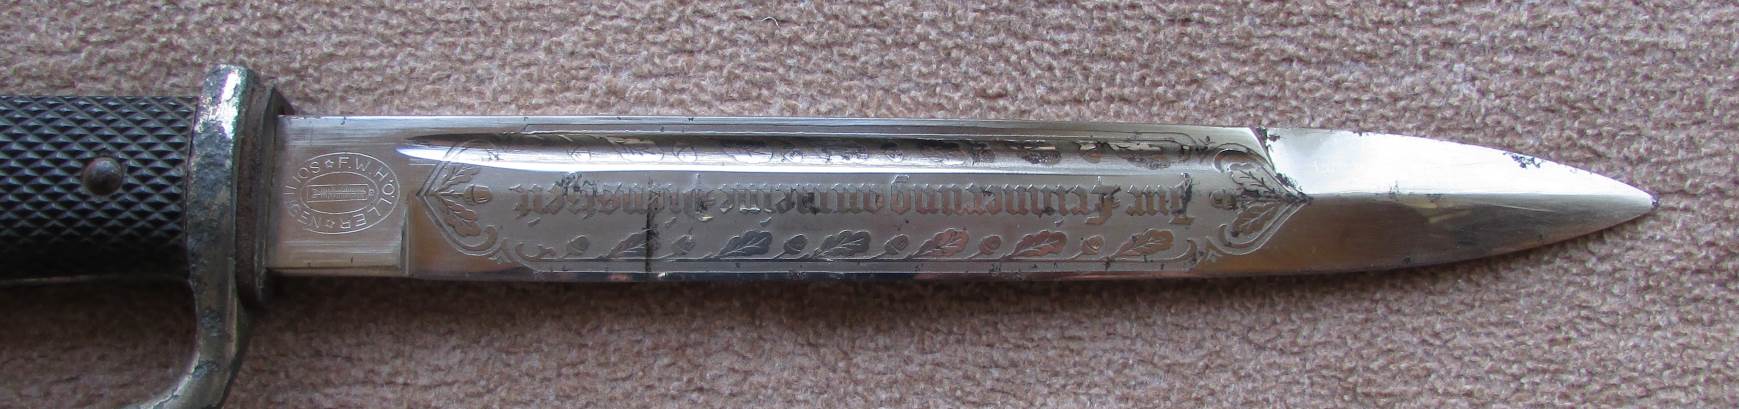 F.W.HÖLLER SOLINGEN
Zur Erinnerung an meine Dienstzeit